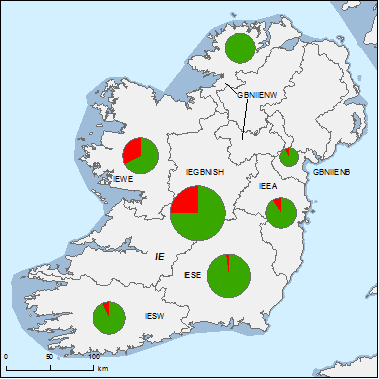 GBNIIENW
GBNIIENB
IEWE
IEGBNISH
IEEA
IE
IESE
IESW
0 50 100
km